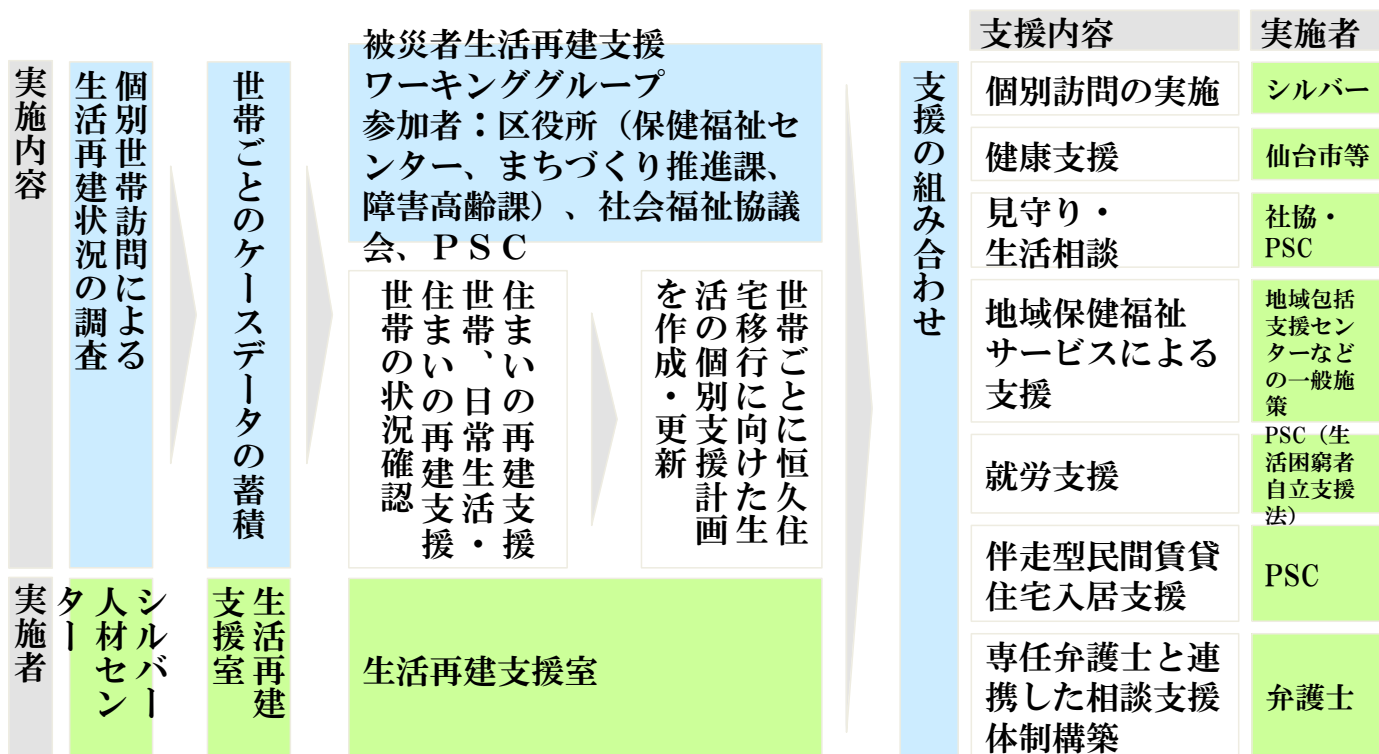 実施内容
個別世帯訪問による
生活再建状況の調査
世帯ごとのケースデータの蓄積
被災者生活再建支援
ワーキンググループ
参加者：区役所（保健福祉セ
ンター、まちづくり推進課、
障害高齢課）、社会福祉協議
会、ＰＳＣ
住まいの再建支援
世帯、日常生活・
住まいの再建支援
世帯の状況確認
世帯ごとに恒久住
宅移行に向けた生
活の個別支援計画
を作成・更新
支援の組み合わせ
実施者
シルバー
人材セン
ター
生活再建
支援室
生活再建支援室
支援内容
実施者
個別訪問の実施
シルバー
健康支援
仙台市等
見守り・
生活相談
社協・
PSC
地域保健福祉
サービスによる
支援
地域包括
支援セン
ターなど
の一般施
策
就労支援
PSC（生
活困窮者
自立支援
法）
伴走型民間賃貸
住宅入居支援
PSC
専任弁護士と連
携した相談支援
体制構築
弁護士